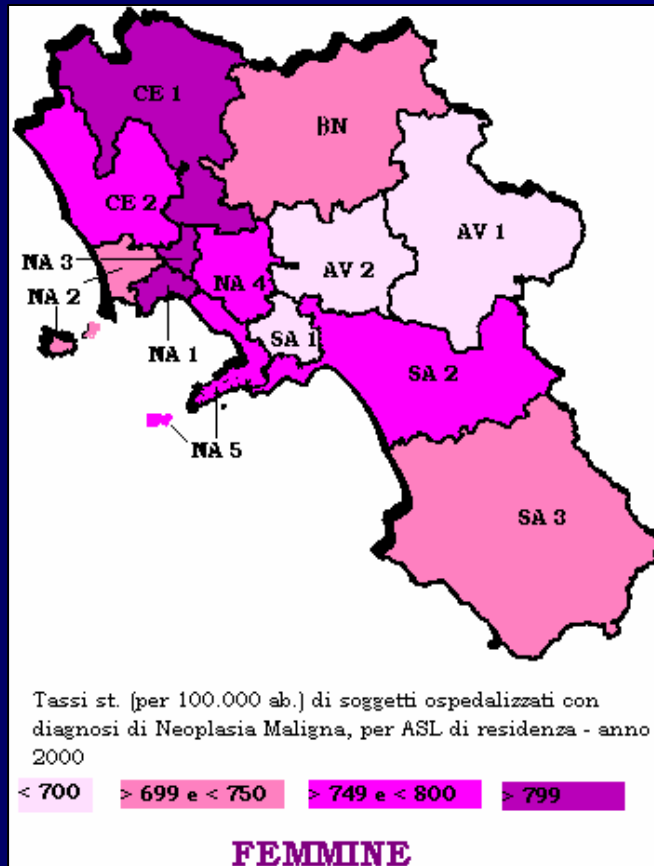 CE 1
BN
CE 2
AV 1
NA 3
AV 2
NA 4
NA 2
NA 1
SA 1
SA 2
NA 5
SA 3
Tassi st. (per 100.000 ab.) di soggetti ospedalizzati con
diagnosi di Neoplasia Maligna, per ASL di residenza - anno
2000
< 700 > 699 e < 750 > 749 e < 800 > 799
FEMMINE